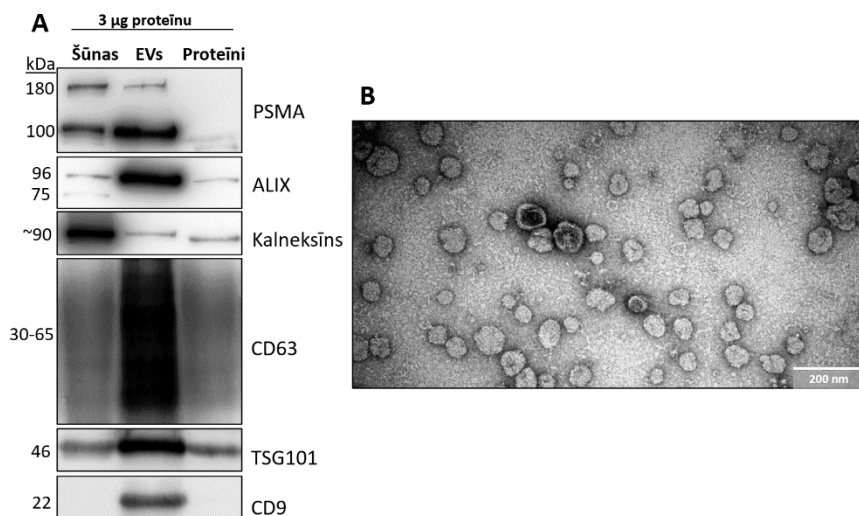 A
3 µg proteīnu
Šūnas EVs Proteīni
kDa
180
100
PSMA
96
75
ALIX
~90
Kalneksīns
30-65
CD63
46
TSG101
22
CD9
B
200 nm